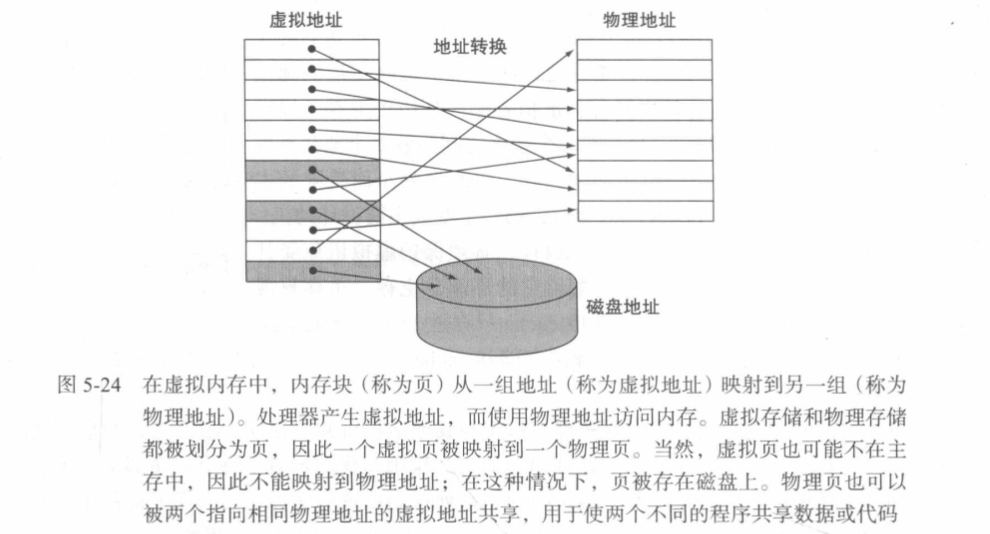 虚拟地址
物理地址
地址转换
磁盘地址
图 5-24 在虚拟内存中，内存块（称为页）从一组地址（称为虚拟地址）映射到另一组（称为
物理地址）。处理器产生虚拟地址，而使用物理地址访问内存。虚拟存储和物理存储
都被划分为页，因此一个虚拟页被映射到一个物理页。当然，虚拟页也可能不在主
存中，因此不能映射到物理地址；在这种情况下，页被存在磁盘上。物理页也可以
被两个指向相同物理地址的虚拟地址共享，用于使两个不同的程序共享数据或代码